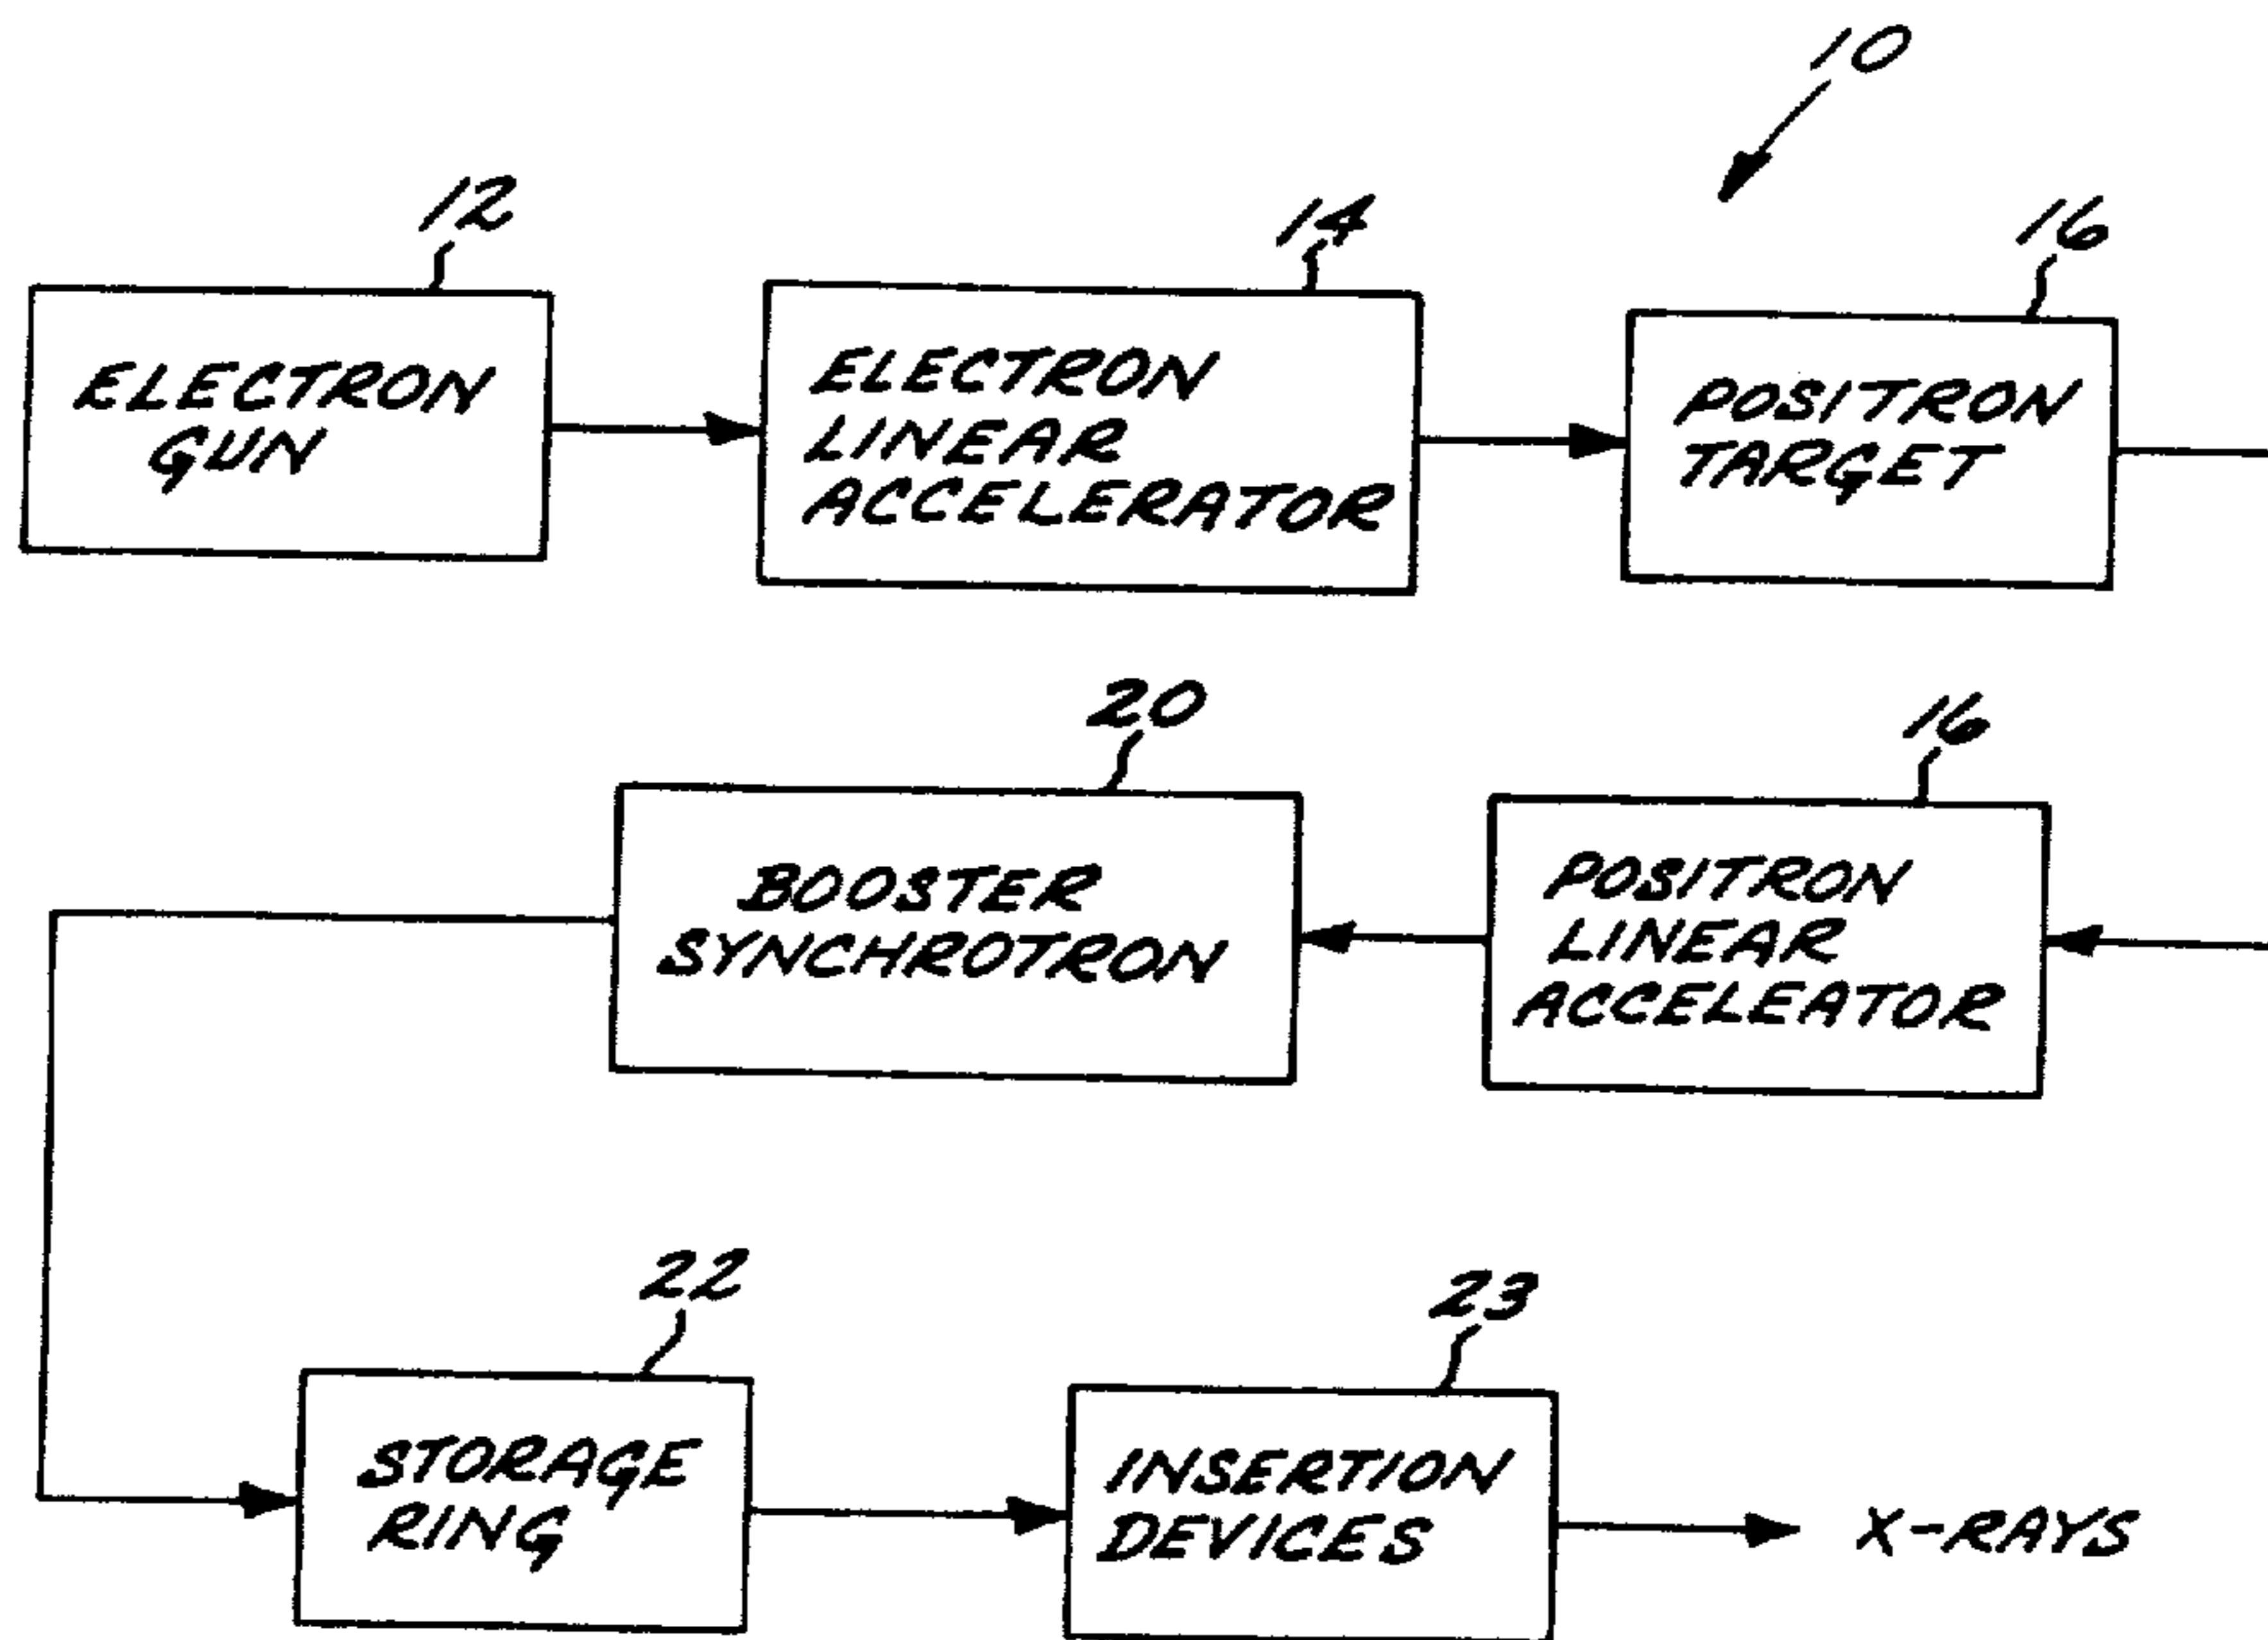 10
12
14
16
ELECTRON
GUN
ELECTRON
LINEAR
ACCELERATOR
POSITRON
TARGET
20
16
BOOSTER
SYNCHROTRON
POSITRON
LINEAR
ACCELEATOR
22
23
STORAGE
RING
INSERTION
DEVICES
X-RAYS